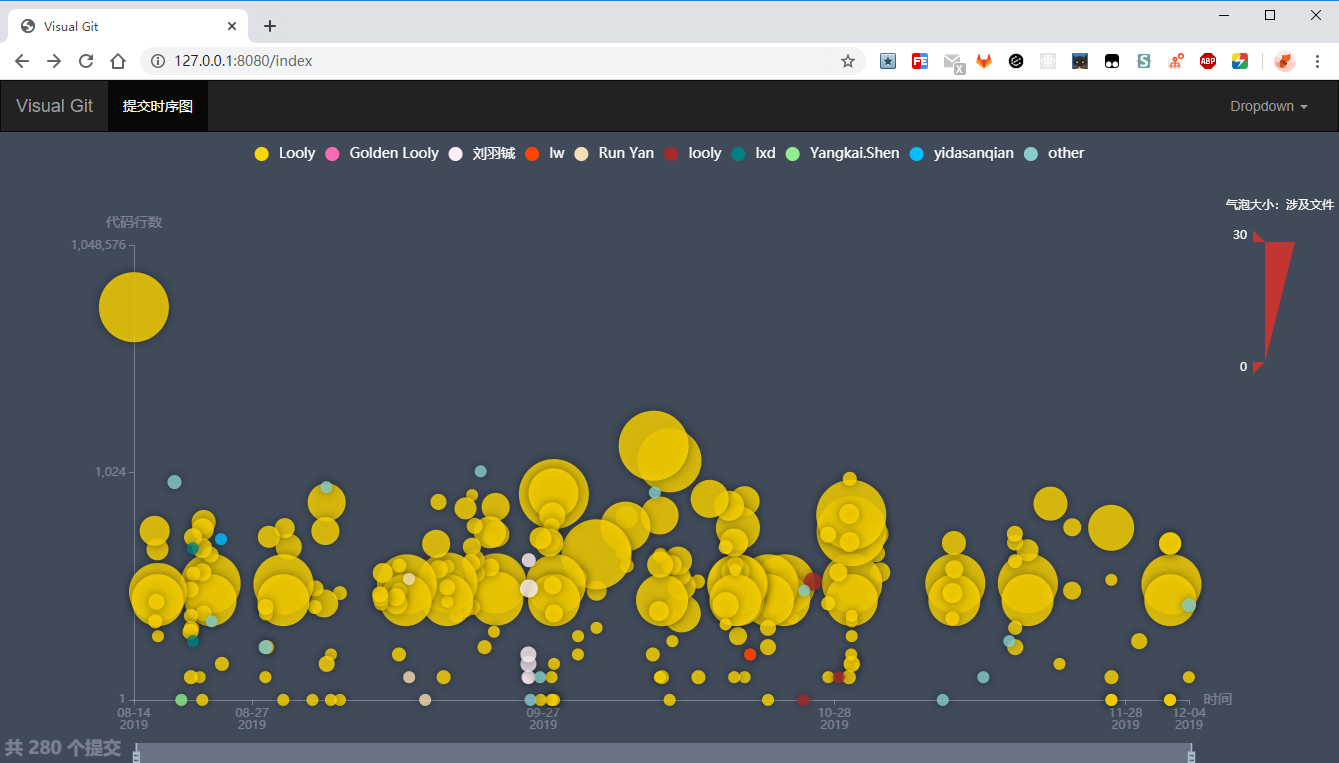 Visual Git
127.0.0.1:8080/index
FE
X
S
ABP
Visual Git 提交时序图 Dropdown
Looly Golden Looly 刘羽铖 lw Run Yan looly lxd Yangkai.Shen yidasanqian other
气泡大小：涉及文件
代码行数
30
1,048,576
0
1,024
1
时间
08-14 08-27 09-27 10-28 11-28 12-04
2019 2019 2019 2019 2019 2019
共 280 个提交